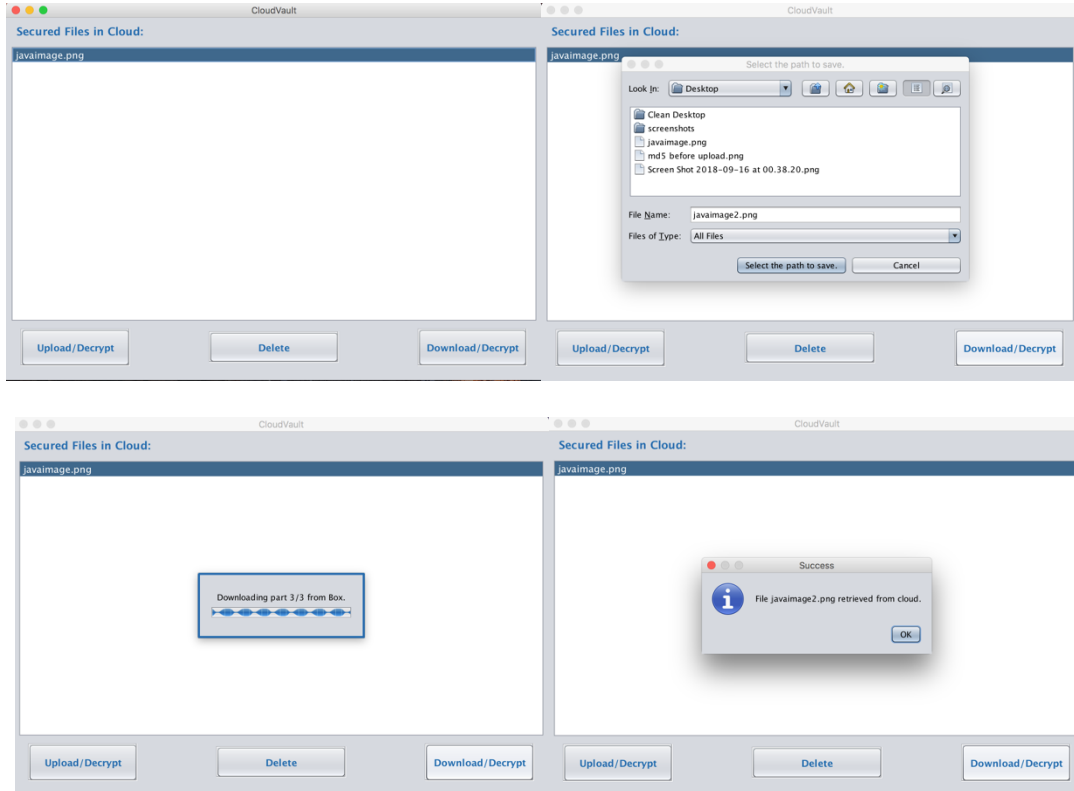 CloudVault
Secured Files in Cloud:
javaimage.png
Upload/Decrypt Delete Download/Decrypt
CloudVault
Secured Files in Cloud:
javaimage.png
Select the path to save.
Look In: Desktop
Clean Desktop
screenshots
javaimage.png
md5 before upload.png
Screen Shot 2018-09-16 at 00.38.20.png
File Name: javaimage2.png
Files of Type: All Files
Select the path to save. Cancel
Upload/Decrypt Delete Download/Decrypt
CloudVault
Secured Files in Cloud:
javaimage.png
Downloading part 3/3 from Box.
Upload/Decrypt Delete Download/Decrypt
CloudVault
Secured Files in Cloud:
javaimage.png
Success
File javaimage2.png retrieved from cloud.
OK
Upload/Decrypt Delete Download/Decrypt